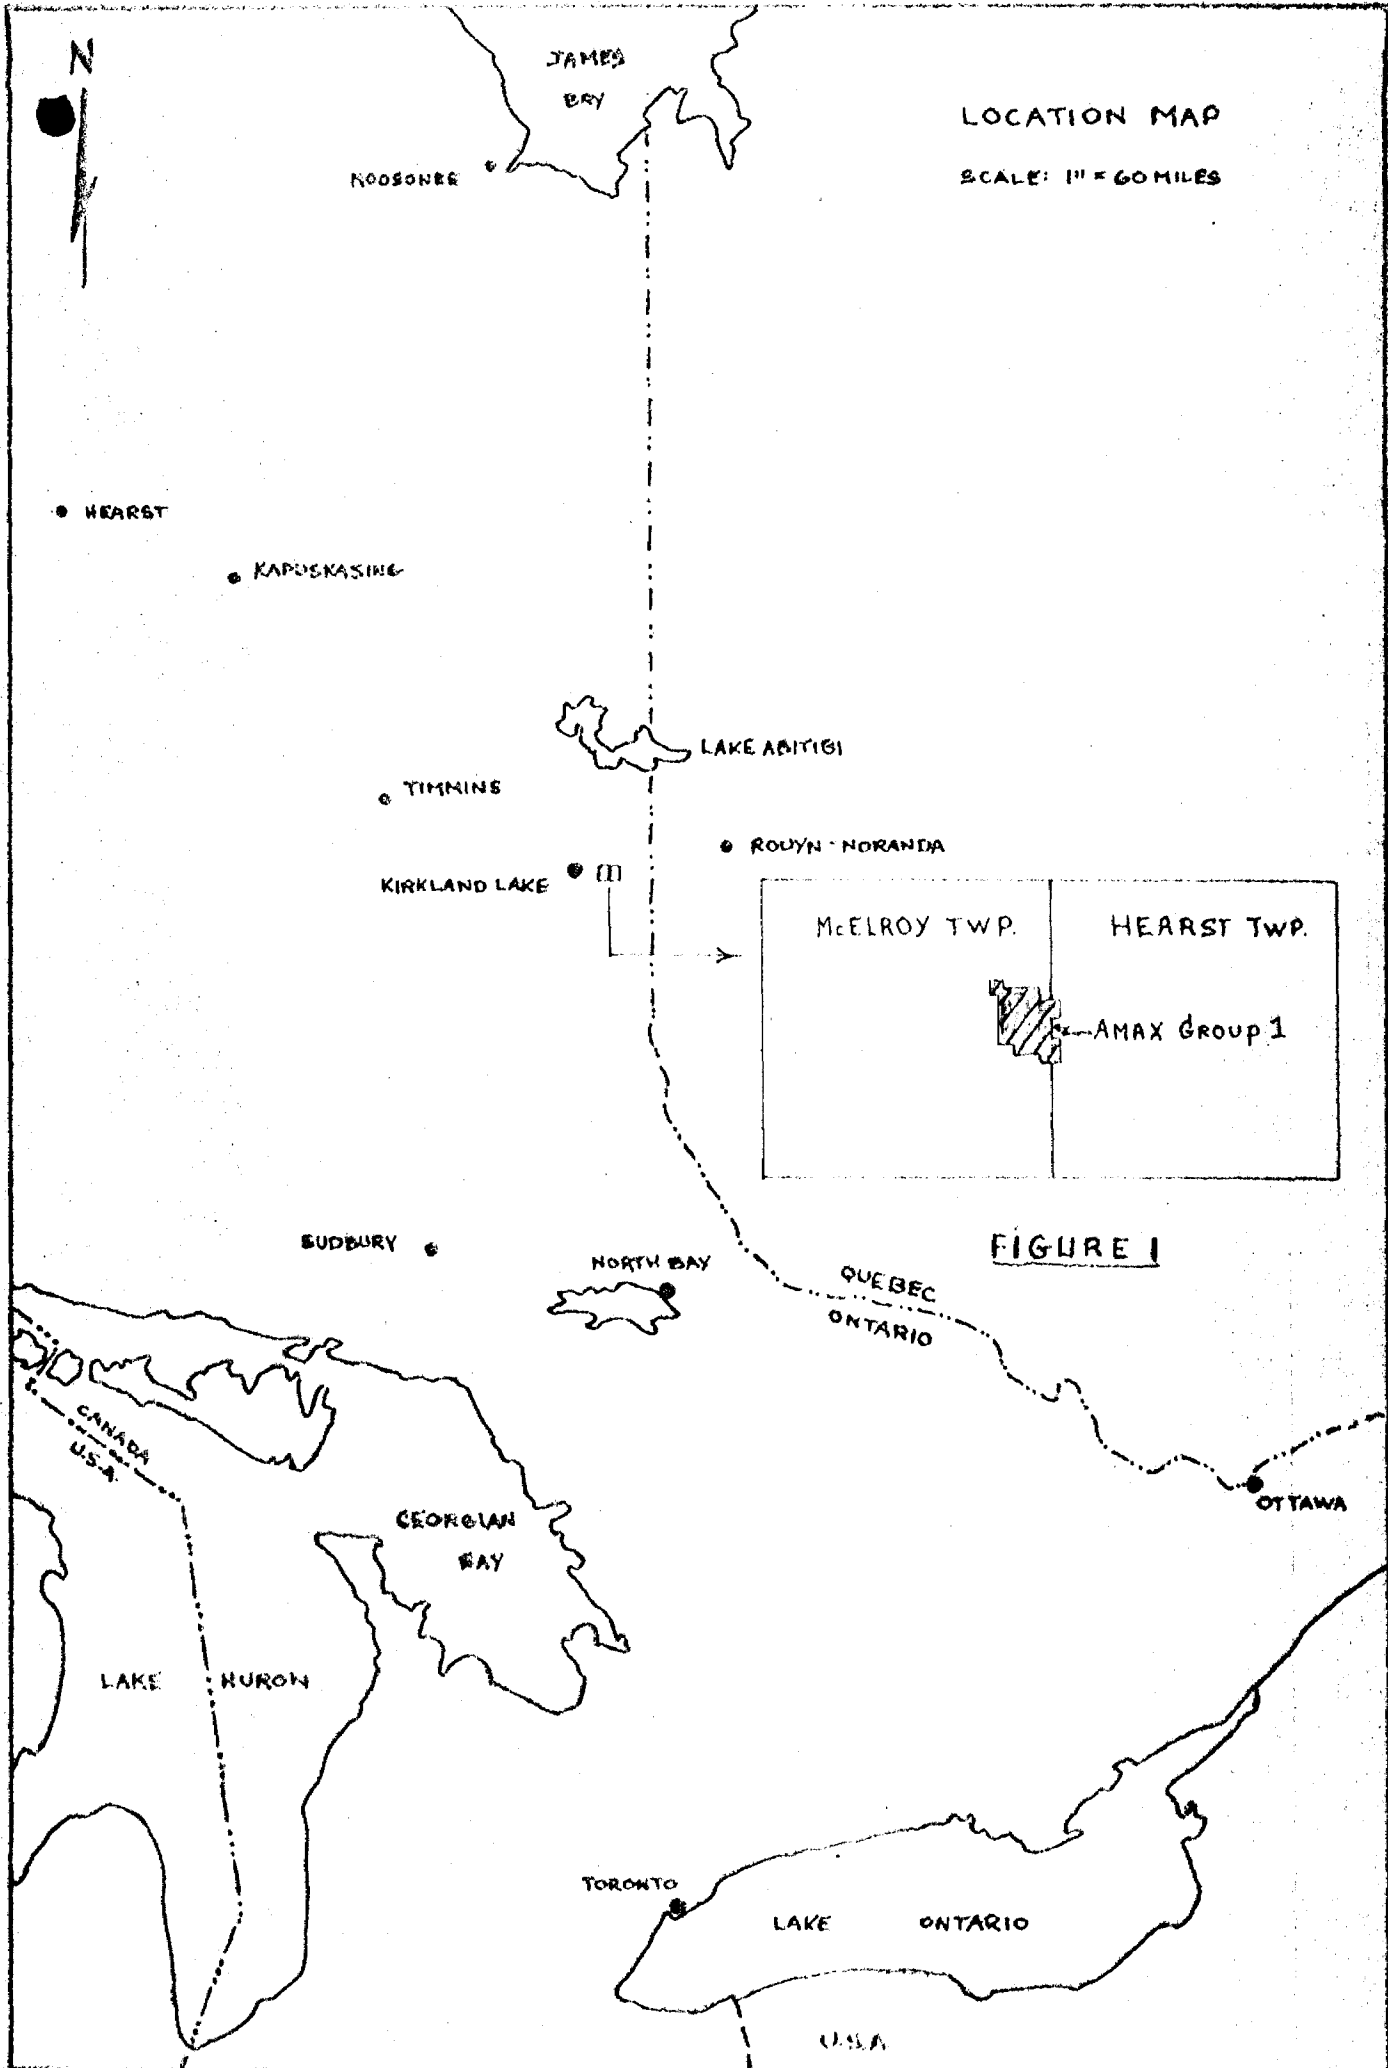 N
JAMES
BAY
LOCATION MAP
SCALE: 1" = 60 MILES
MOOSONEE
HEARST
KAPUSKASING
LAKE ABITIBI
TIMMINS
ROUYN-NORANDA
KIRKLAND LAKE
McELROY TWP.
HEARST TWP.
AMAX GROUP 1
FIGURE 1
SUDBURY
NORTH BAY
QUEBEC
ONTARIO
CANADA
U.S.A.
OTTAWA
GEORGIAN
BAY
LAKE HURON
TORONTO
LAKE ONTARIO
U.S.A